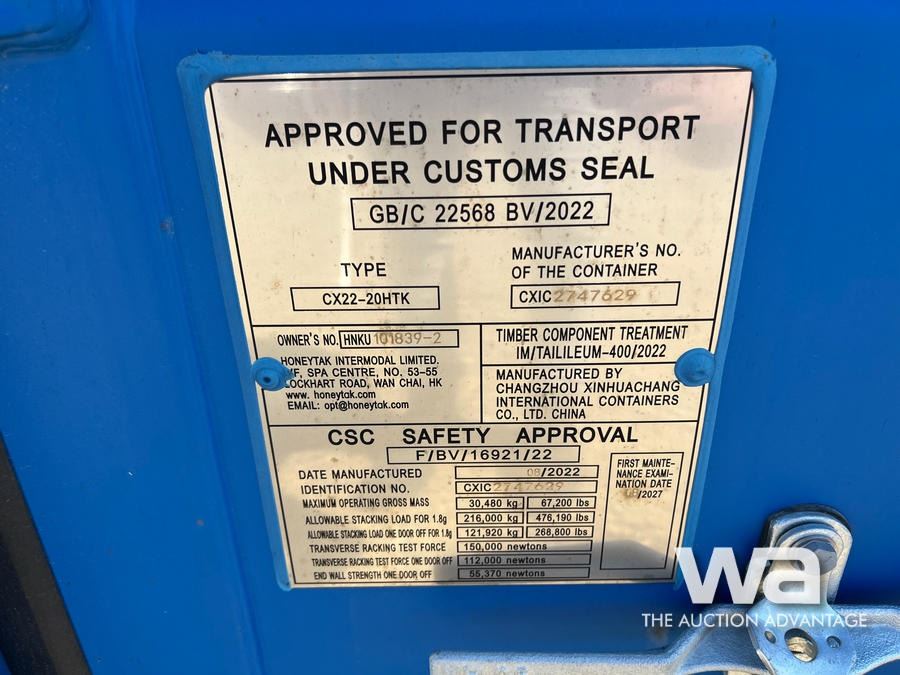 APPROVED FOR TRANSPORT
UNDER CUSTOMS SEAL
GB/C 22568 BV/2022
TYPE
CX22-20HTK
MANUFACTURER'S NO.
OF THE CONTAINER
CXIC2747629
OWNER'S NO. HNKU101839-2
HONEYTAK INTERMODAL LIMITED.
SPA CENTRE, NO. 53-55
LOCKHART ROAD, WAN CHAI, HK
www. honeytak.com
EMAIL: opt@honeytak.com
TIMBER COMPONENT TREATMENT
IM/TAILILEUM-400/2022
MANUFACTURED BY
CHANGZHOU XINHUACHANG
INTERNATIONAL CONTAINERS
CO., LTD. CHINA
CSC SAFETY APPROVAL
F/BV/16921/22
DATE MANUFACTURED 08/2022
IDENTIFICATION NO. CXIC2747629
MAXIMUM OPERATING GROSS MASS 30,480 kg 67,200 lbs
ALLOWABLE STACKING LOAD FOR 1.8g 216,000 kg 476,190 lbs
ALLOWABLE STACKING LOAD ONE DOOR OFF FOR 1.8g 121,920 kg 268,800 lbs
TRANSVERSE RACKING TEST FORCE 150,000 newtons
TRANSVERSE RACKING TEST FORCE ONE DOOR OFF 112,000 newtons
END WALL STRENGTH ONE DOOR OFF 55,370 newtons
FIRST MAINTE-
NANCE EXAMI-
NATION DATE
08/2027
wa
THE AUCTION ADVANTAGE